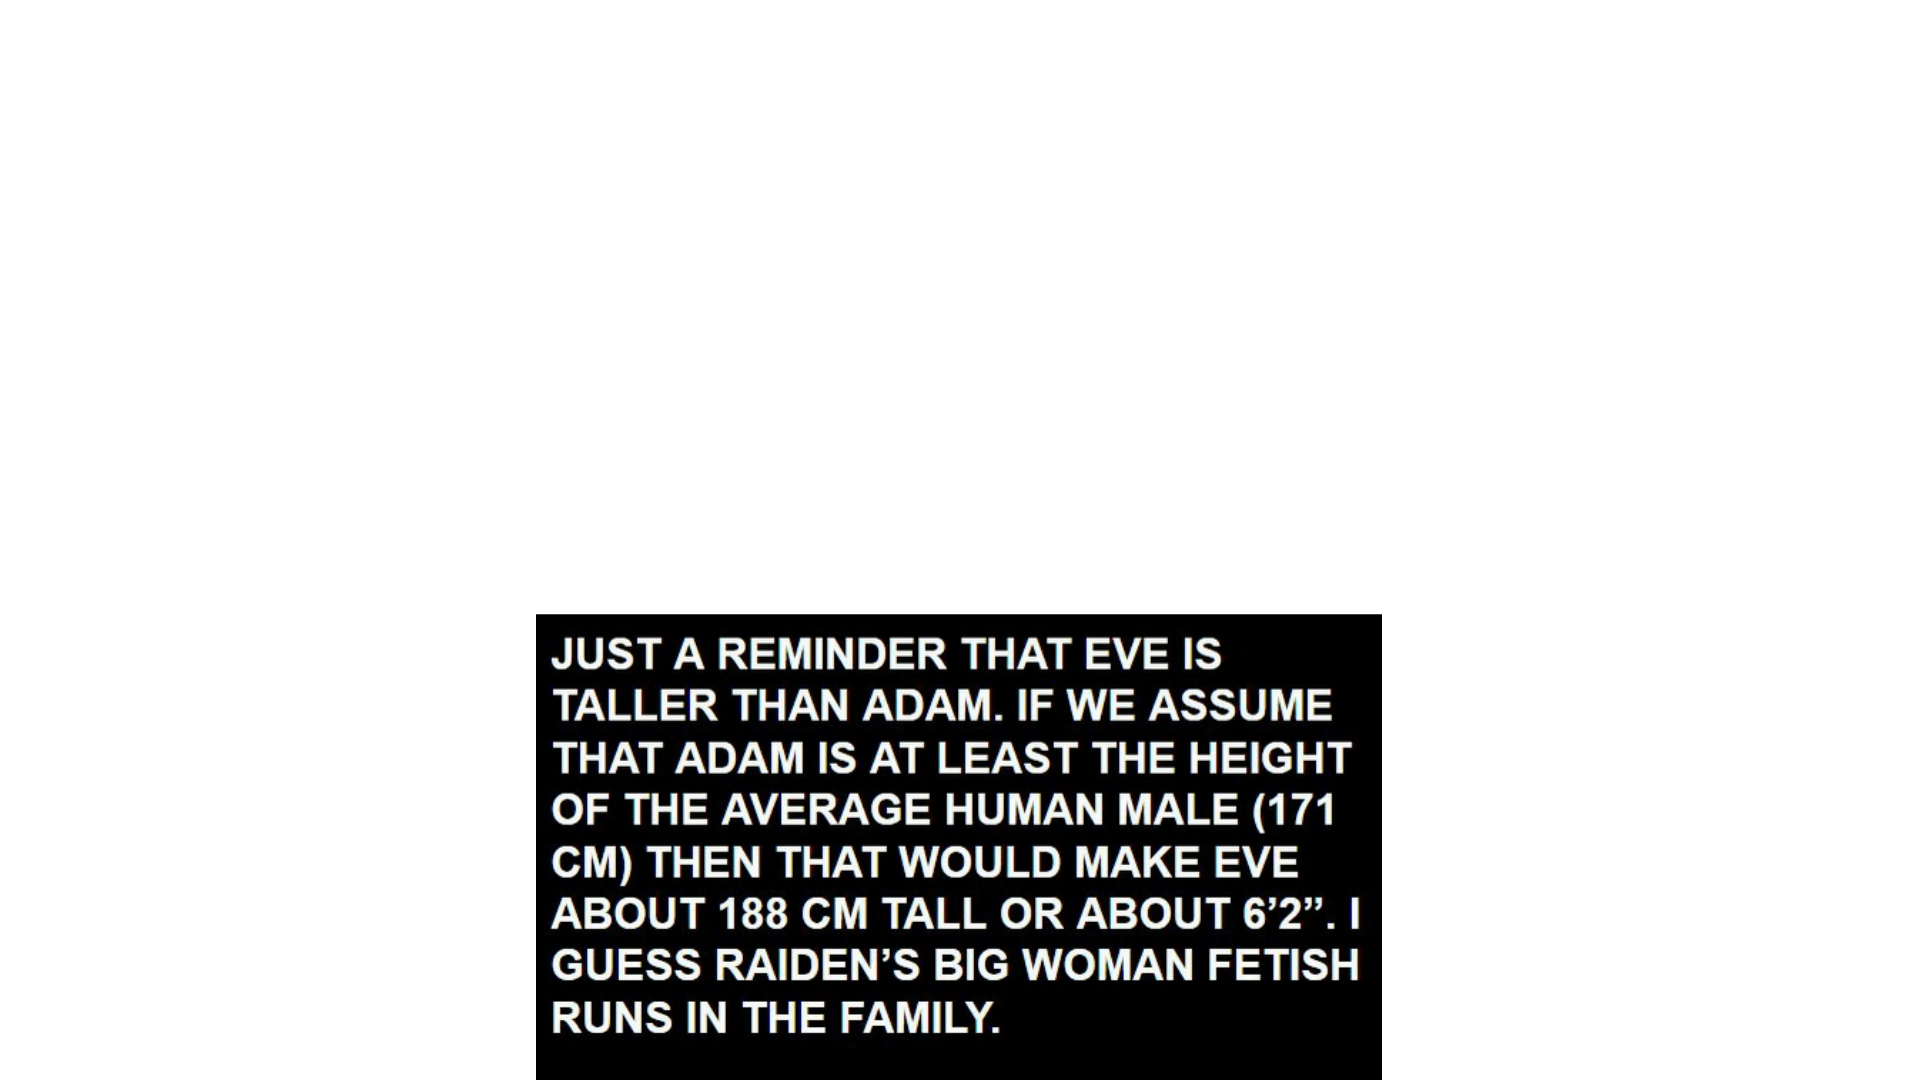 JUST A REMINDER THAT EVE IS
TALLER THAN ADAM. IF WE ASSUME
THAT ADAM IS AT LEAST THE HEIGHT
OF THE AVERAGE HUMAN MALE (171
CM) THEN THAT WOULD MAKE EVE
ABOUT 188 CM TALL OR ABOUT 6’2”. I
GUESS RAIDEN’S BIG WOMAN FETISH
RUNS IN THE FAMILY.